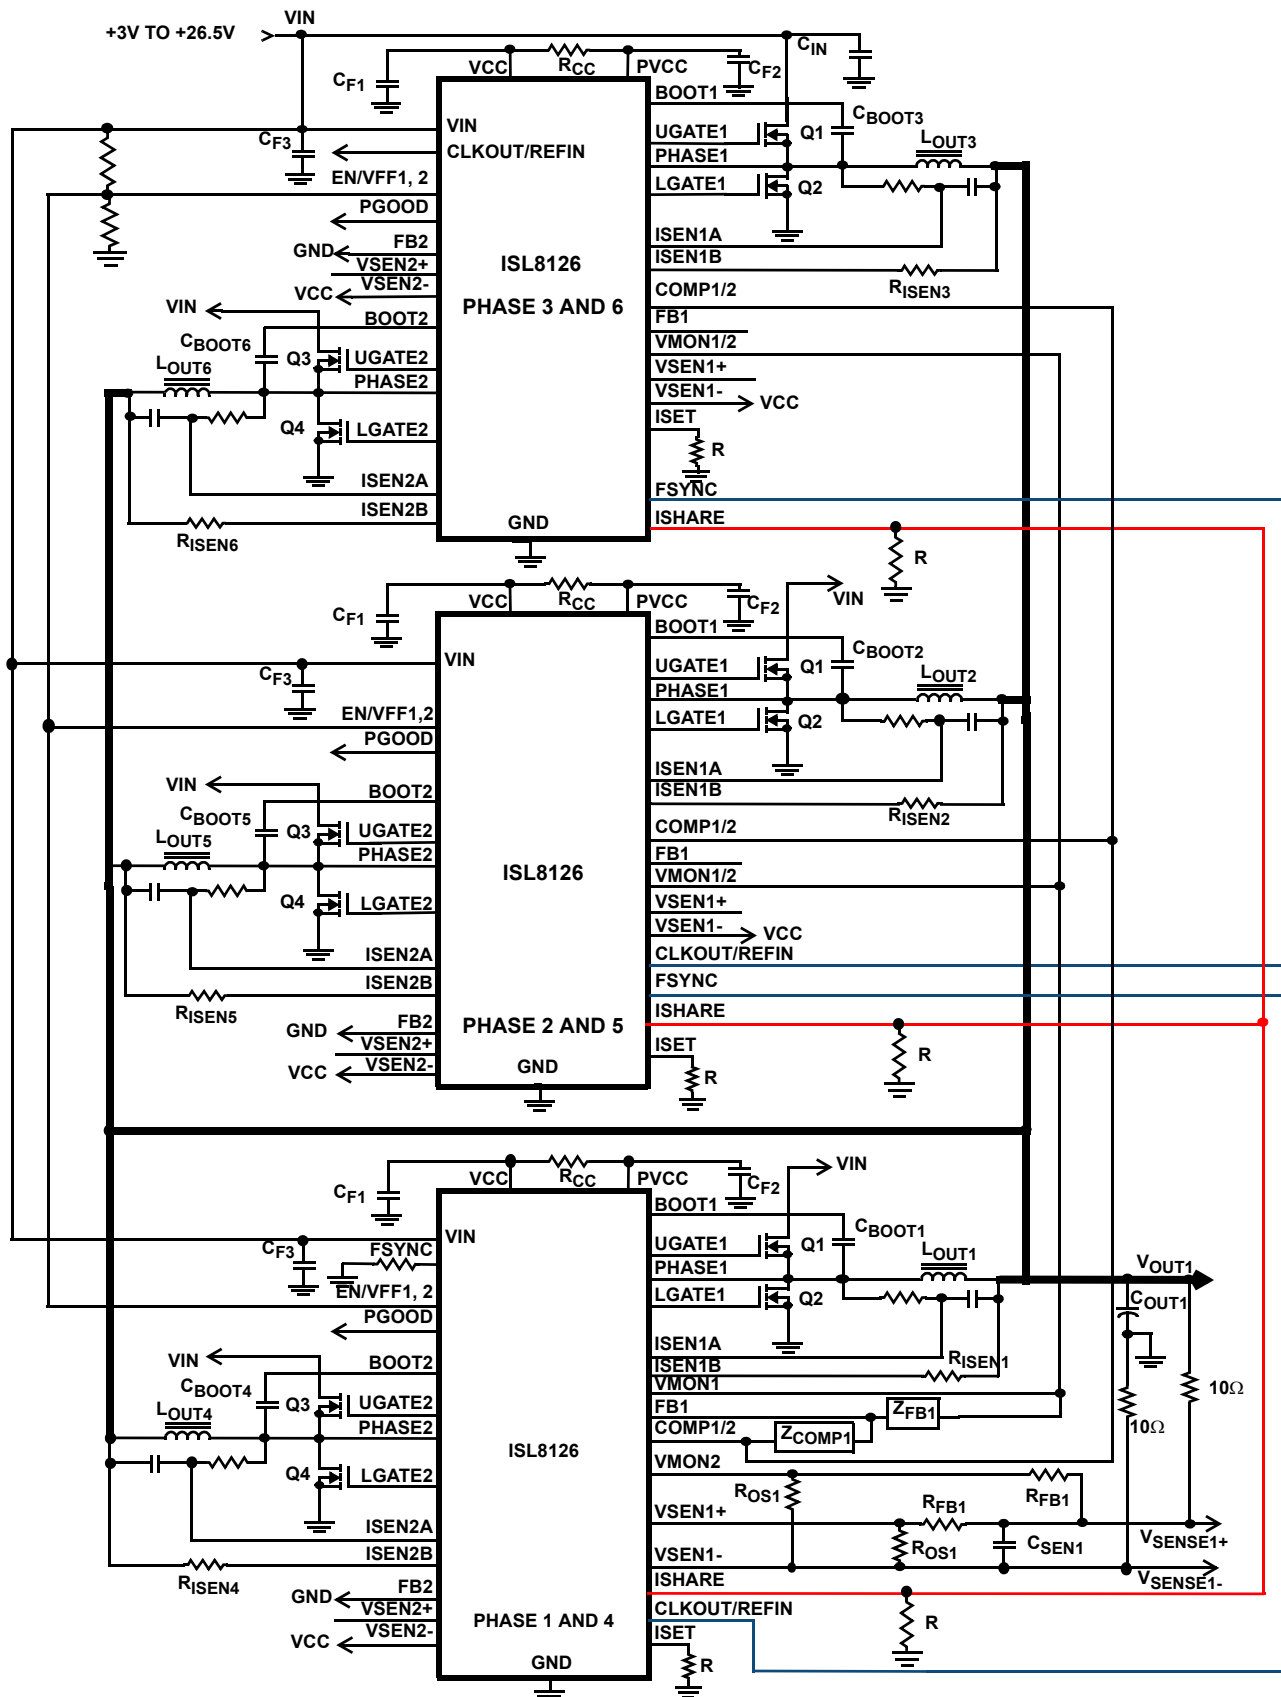 +3V TO +26.5V
VIN
VCC
RCC
PVCC
CF1
CF2
CIN
BOOT1
CF3
VIN
CLKOUT/REFIN
EN/VFF1, 2
PGOOD
GND
FB2
VSEN2+
VCC
VSEN2-
VIN
BOOT2
CBOOT6
LOUT6
Q3
UGATE2
PHASE2
Q4
LGATE2
ISEN2A
ISEN2B
RISEN6
ISL8126
PHASE 3 AND 6
GND
UGATE1
Q1
CBOOT3
LOUT3
PHASE1
LGATE1
Q2
ISEN1A
ISEN1B
RISEN3
COMP1/2
FB1
VMON1/2
VSEN1+
VSEN1-
VCC
ISET
R
FSYNC
ISHARE
R
VCC
RCC
PVCC
CF1
CF2
VIN
BOOT1
CF3
VIN
EN/VFF1,2
PGOOD
VIN
BOOT2
CBOOT5
LOUT5
Q3
UGATE2
PHASE2
Q4
LGATE2
ISEN2A
ISEN2B
RISEN5
GND
FB2
VSEN2+
VCC
VSEN2-
ISL8126
PHASE 2 AND 5
GND
UGATE1
Q1
CBOOT2
LOUT2
PHASE1
LGATE1
Q2
ISEN1A
ISEN1B
RISEN2
COMP1/2
FB1
VMON1/2
VSEN1+
VSEN1-
VCC
CLKOUT/REFIN
FSYNC
ISHARE
R
ISET
R
VCC
RCC
PVCC
CF1
CF2
VIN
BOOT1
CF3
VIN
FSYNC
EN/VFF1, 2
PGOOD
VIN
BOOT2
CBOOT4
LOUT4
Q3
UGATE2
PHASE2
Q4
LGATE2
ISEN2A
ISEN2B
RISEN4
GND
FB2
VSEN2+
VCC
VSEN2-
ISL8126
PHASE 1 AND 4
GND
UGATE1
Q1
CBOOT1
LOUT1
PHASE1
LGATE1
Q2
VOUT1
COUT1
ISEN1A
ISEN1B
RISEN1
VMON1
FB1
ZFB1
COMP1/2
ZCOMP1
10Ω
10Ω
VMON2
ROS1
RFB1
VSEN1+
RFB1
VSENSE1+
ROS1
CSEN1
VSEN1-
VSENSE1-
ISHARE
R
CLKOUT/REFIN
ISET
R